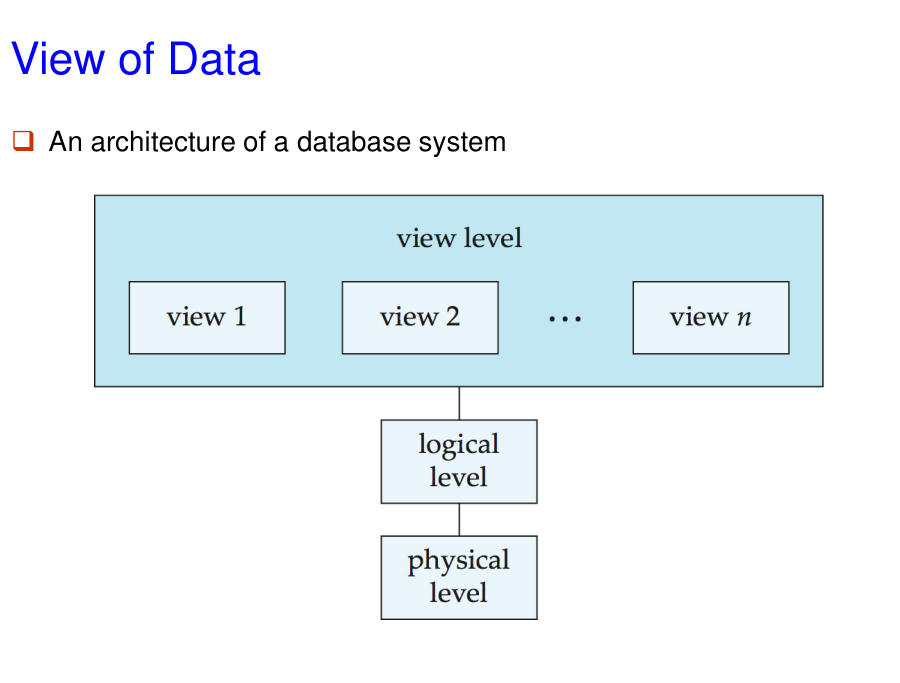 View of Data
An architecture of a database system
view level
view 1
view 2
...
view n
logical
level
physical
level